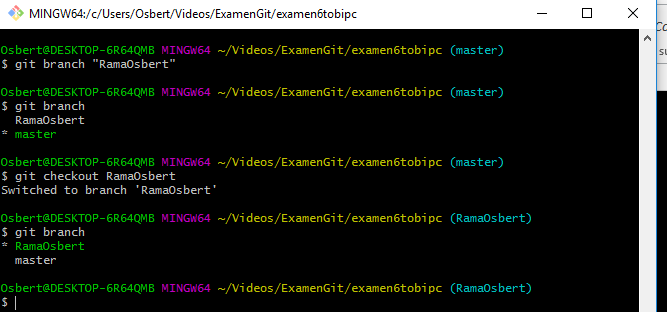 MINGW64:/c/Users/Osbert/Videos/ExamenGit/examen6tobipc
Osbert@DESKTOP-6R64QMB MINGW64 ~/Videos/ExamenGit/examen6tobipc (master)
$ git branch "RamaOsbert"
Osbert@DESKTOP-6R64QMB MINGW64 ~/Videos/ExamenGit/examen6tobipc (master)
$ git branch
  RamaOsbert
* master
Osbert@DESKTOP-6R64QMB MINGW64 ~/Videos/ExamenGit/examen6tobipc (master)
$ git checkout RamaOsbert
Switched to branch 'RamaOsbert'
Osbert@DESKTOP-6R64QMB MINGW64 ~/Videos/ExamenGit/examen6tobipc (RamaOsbert)
$ git branch
* RamaOsbert
  master
Osbert@DESKTOP-6R64QMB MINGW64 ~/Videos/ExamenGit/examen6tobipc (RamaOsbert)
$